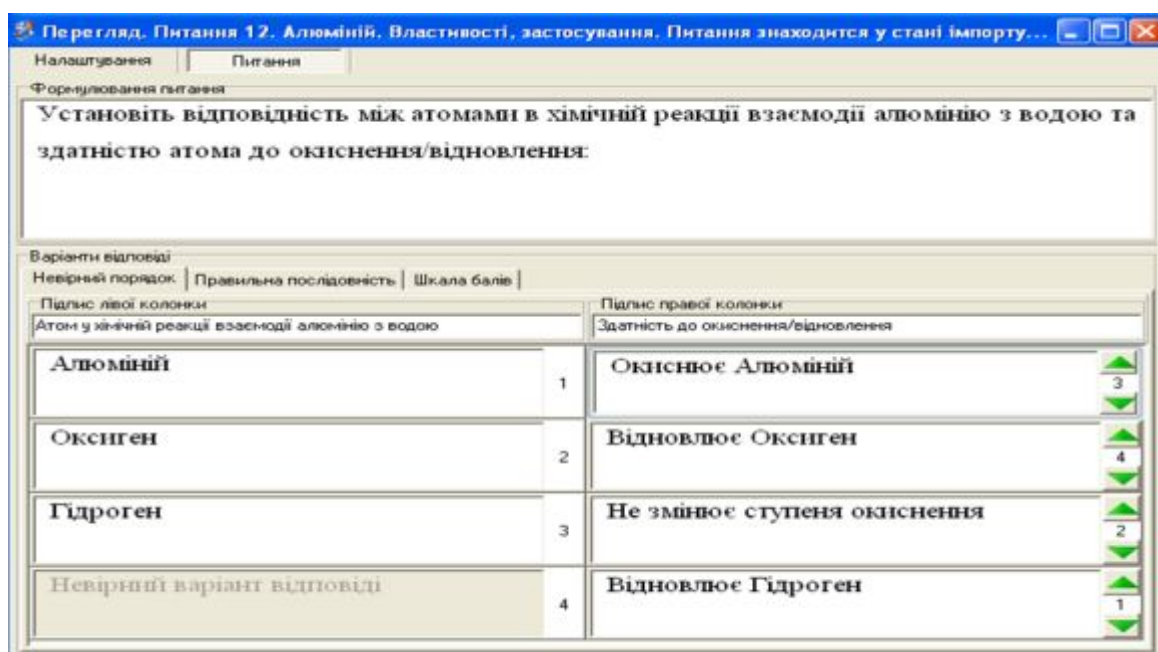 Перегляд. Питання 12. Алюміній. Властивості, застосування. Питання знаходится у стані імпорту...
Налаштування Питання
Формулювання питання
Установіть відповідність між атомами в хімічній реакції взаємодії алюмінію з водою та
здатністю атома до окиснення/відновлення:
Варіанти відповіді
Невірний порядок Правильна послідовність Шкала балів
Підпис лівої колонки Підпис правої колонки
Атом у хімічній реакції взаємодії алюмінію з водою Здатність до окиснення/відновлення
Алюміній 1 Окиснює Алюміній 3
Оксиген 2 Відновлює Оксиген 4
Гідроген 3 Не змінює ступеня окиснення 2
Невірний варіант відповіді 4 Відновлює Гідроген 1